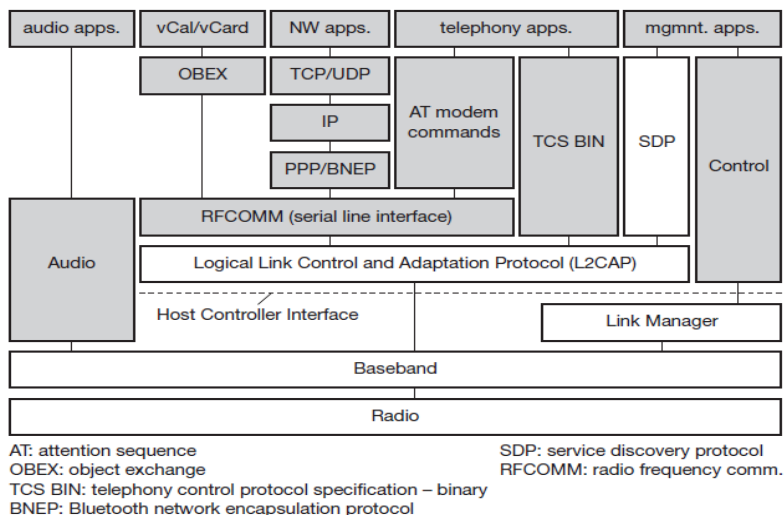 audio apps. vCal/vCard NW apps. telephony apps. mgmnt. apps.
OBEX TCP/UDP AT modem commands TCS BIN SDP Control
IP
PPP/BNEP
RFCOMM (serial line interface)
Audio
Logical Link Control and Adaptation Protocol (L2CAP)
Host Controller Interface
Link Manager
Baseband
Radio
AT: attention sequence
OBEX: object exchange
TCS BIN: telephony control protocol specification – binary
BNEP: Bluetooth network encapsulation protocol
SDP: service discovery protocol
RFCOMM: radio frequency comm.